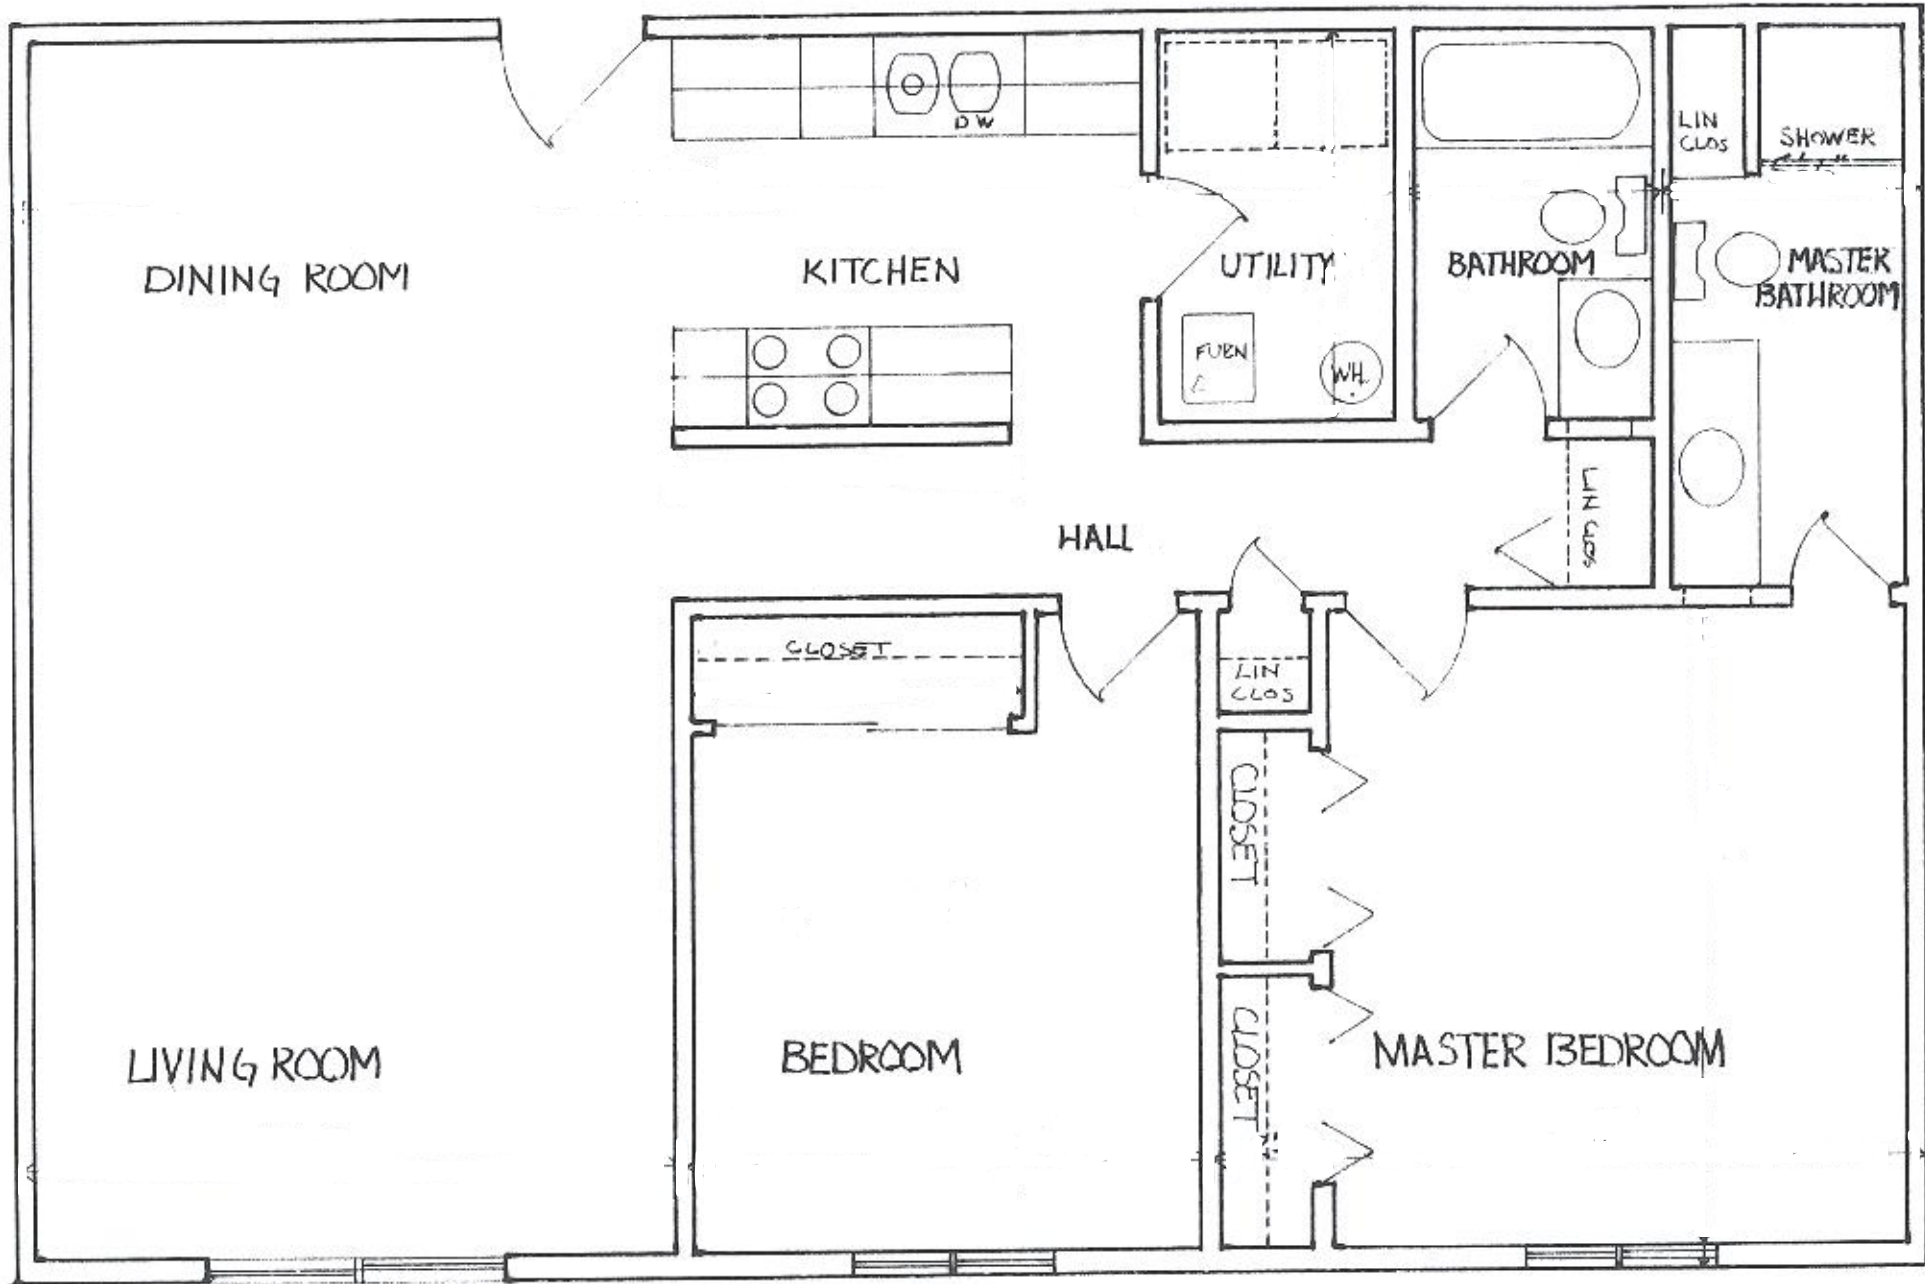 DW
LIN
CLOS
SHOWER
DINING ROOM
KITCHEN
UTILITY
BATHROOM
MASTER
BATHROOM
FURN
WH
LIN CLOS
HALL
CLOSET
LIN
CLOS
CLOSET
LIVING ROOM
BEDROOM
CLOSET
MASTER BEDROOM